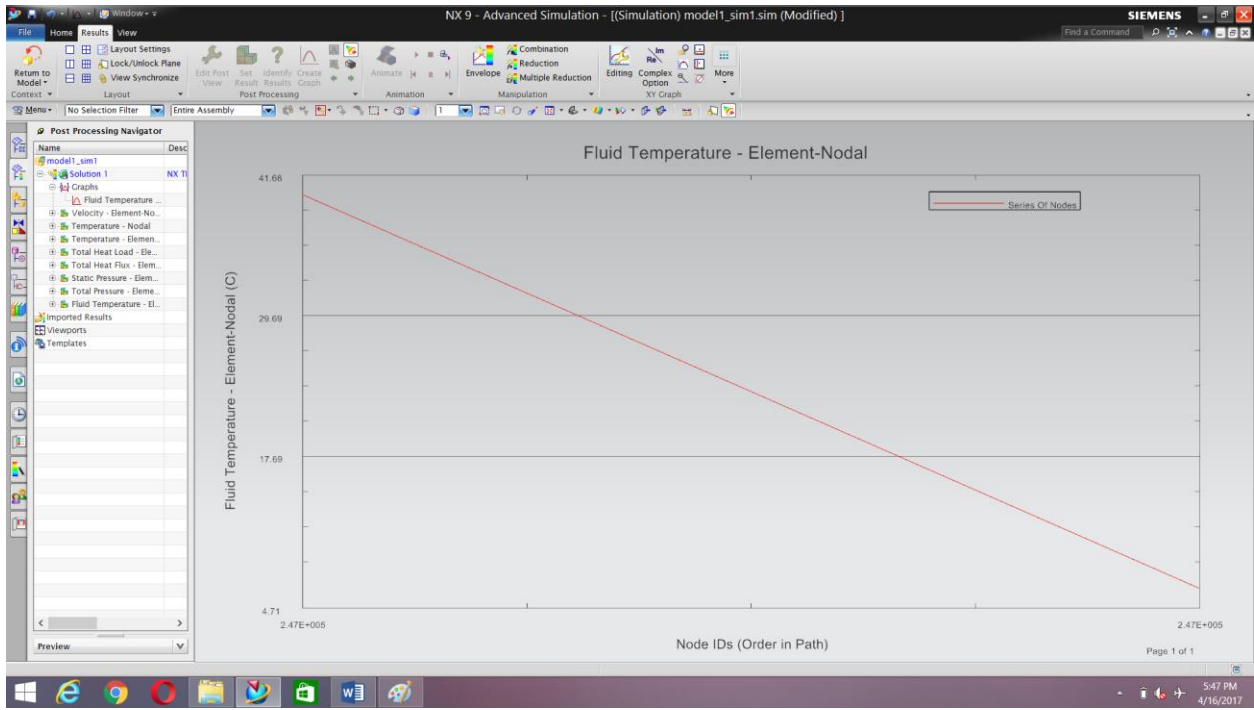 Window
NX 9 - Advanced Simulation - [(Simulation) model1_sim1.sim (Modified) ]
SIEMENS
File Home Results View
Find a Command
Return to Model
Context
Layout Settings
Lock/Unlock Plane
View Synchronize
Layout
Edit Post View
Set Result
Identify Results
Create Graph
Post Processing
Animate
Animation
Envelope
Combination
Reduction
Multiple Reduction
Manipulation
Editing
Complex Option
XY Graph
More
Menu
No Selection Filter
Entire Assembly
1
Post Processing Navigator
Name Desc
model1_sim1
Solution 1 NX Tl
Graphs
Fluid Temperature ...
Velocity - Element-No...
Temperature - Nodal
Temperature - Elemen...
Total Heat Load - Ele...
Total Heat Flux - Elem...
Static Pressure - Elem...
Total Pressure - Eleme...
Fluid Temperature - El...
Imported Results
Viewports
Templates
Preview
Fluid Temperature - Element-Nodal
Series Of Nodes
Fluid Temperature - Element-Nodal (C)
41.66
29.69
17.69
4.71
2.47E+005
2.47E+005
Node IDs (Order in Path)
Page 1 of 1
5:47 PM
4/16/2017